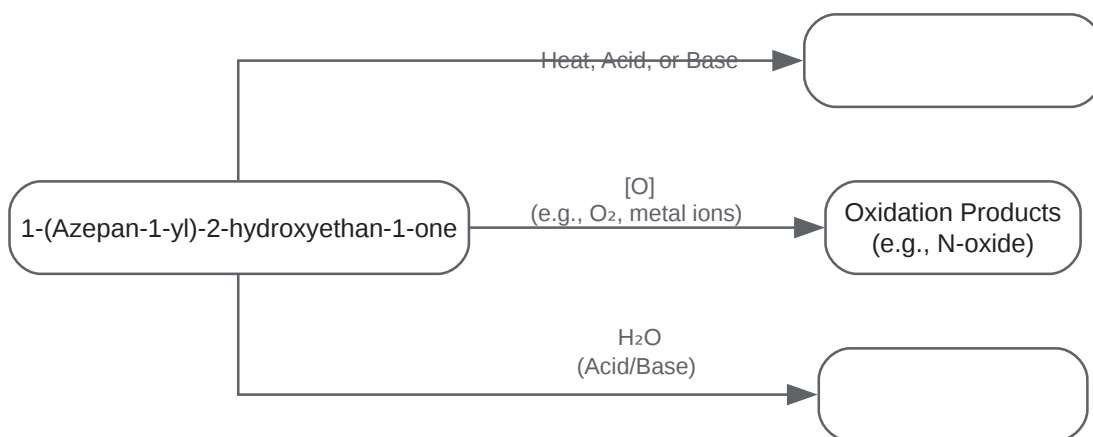 Heat, Acid, or Base
[O]
(e.g., O₂, metal ions)
1-(Azepan-1-yl)-2-hydroxyethan-1-one
Oxidation Products
(e.g., N-oxide)
H₂O
(Acid/Base)